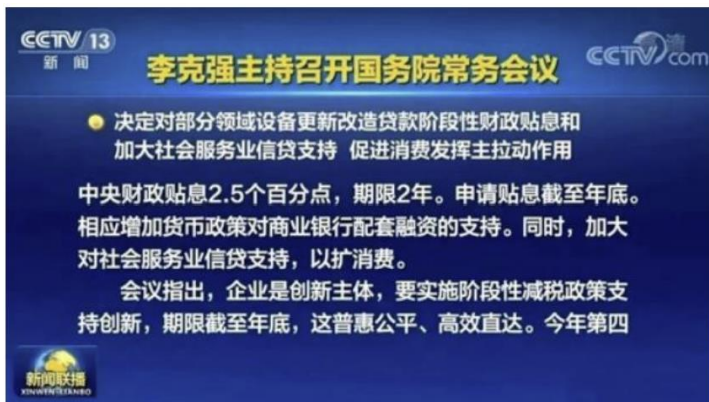 CCTV 13
新闻
CCTV.com
李克强主持召开国务院常务会议
决定对部分领域设备更新改造贷款阶段性财政贴息和
加大社会服务业信贷支持 促进消费发挥主拉动作用
中央财政贴息2.5个百分点，期限2年。申请贴息截至年底。
相应增加货币政策对商业银行配套融资的支持。同时，加大
对社会服务业信贷支持，以扩消费。
会议指出，企业是创新主体，要实施阶段性减税政策支
持创新，期限截至年底，这普惠公平、高效直达。今年第四
新闻联播
XINWEN LIANBO